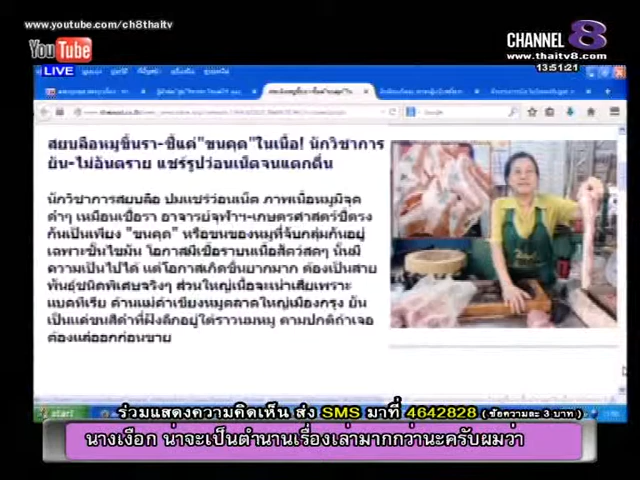 www.youtube.com/ch8thaitv
YouTube
CHANNEL 8
www.thaitv8.com
LIVE
13:51:21
สยบลือหมูขึ้นรา-ชี้แค่"ขนคุด"ในเนื้อ! นักวิชาการ
ยัน-ไม่อันตราย แชร์รูปว่อนเน็ตจนแตกตื่น
นักวิชาการสยบลือ ปมแชร์ว่อนเน็ต ภาพเนื้อหมูมีจุด
ดำๆ เหมือนเชื้อรา อาจารย์จุฬาฯ-เกษตรศาสตร์ชี้ตรง
กันเป็นเพียง "ขนคุด" หรือขนของหมูที่จับกลุ่มกันอยู่
เฉพาะชั้นไขมัน โอกาสมีเชื้อราบนเนื้อสัตว์สดๆ นั้นมี
ความเป็นไปได้ แต่โอกาสเกิดขึ้นยากมาก ต้องเป็นสาย
พันธุ์ชนิดพิเศษจริงๆ ส่วนใหญ่เนื้อจะเน่าเสียเพราะ
แบคทีเรีย ด้านแม่ค้าเขียงหมูตลาดใหญ่เมืองกรุง ยัน
เป็นแค่ขนสีดำที่ฝังลึกอยู่ใต้ราวนมหมู ตามปกติถ้าเจอ
ต้องแล่ออกก่อนขาย
start
ร่วมแสดงความคิดเห็น ส่ง SMS มาที่ 4642828 ( ข้อความละ 3 บาท )
นางเงือก น่าจะเป็นตำนานเรื่องเล่ามากกว่านะครับผมว่า